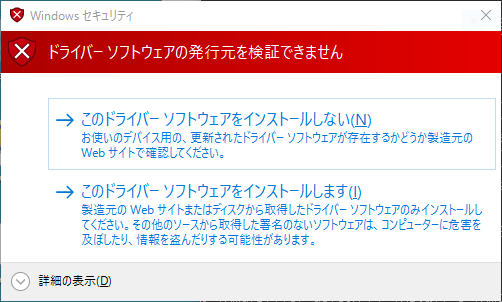 Windows セキュリティ
ドライバー ソフトウェアの発行元を検証できません
このドライバー ソフトウェアをインストールしない(N)
お使いのデバイス用の、更新されたドライバー ソフトウェアが存在するかどうか製造元の
Web サイトで確認してください。
このドライバー ソフトウェアをインストールします(I)
製造元の Web サイトまたはディスクから取得したドライバー ソフトウェアのみインストールし
てください。その他のソースから取得した署名のないソフトウェアは、コンピューターに危害を
及ぼしたり、情報を盗んだりする可能性があります。
詳細の表示(D)